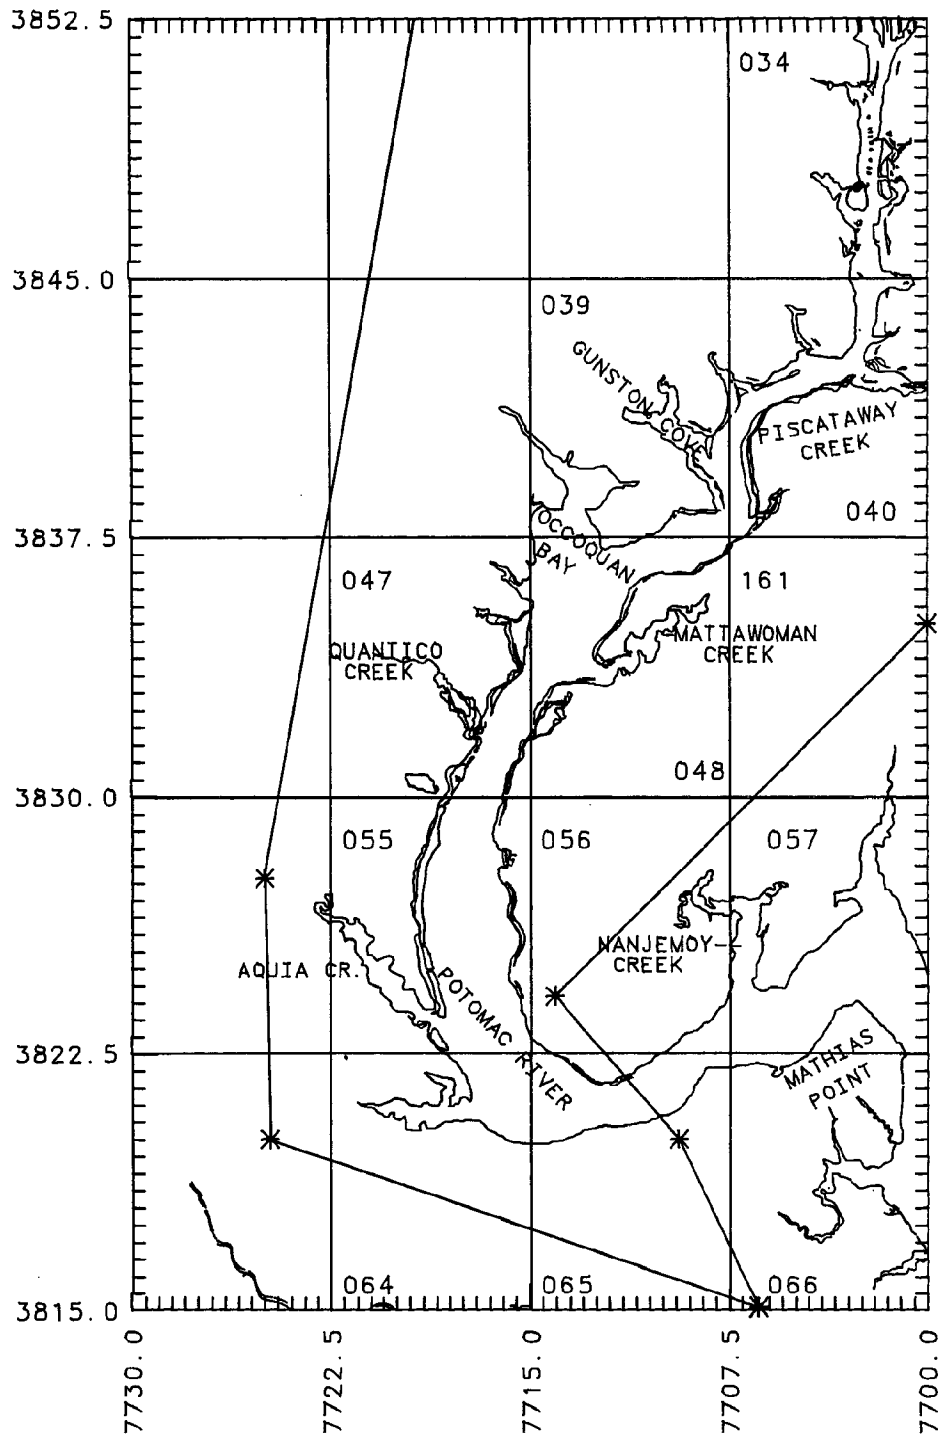 3852.5
034
3845.0
039
GUNSTON COVE
PISCATAWAY
CREEK
040
3837.5
OCCOQUAN
BAY
047
161
QUANTICO
CREEK
MATTAWOMAN
CREEK
048
3830.0
055
056
057
NANJEMOY
CREEK
AQUIA CR.
POTOMAC RIVER
3822.5
MATHIAS
POINT
064
065
066
3815.0
7730.0
7722.5
7715.0
7707.5
7700.0